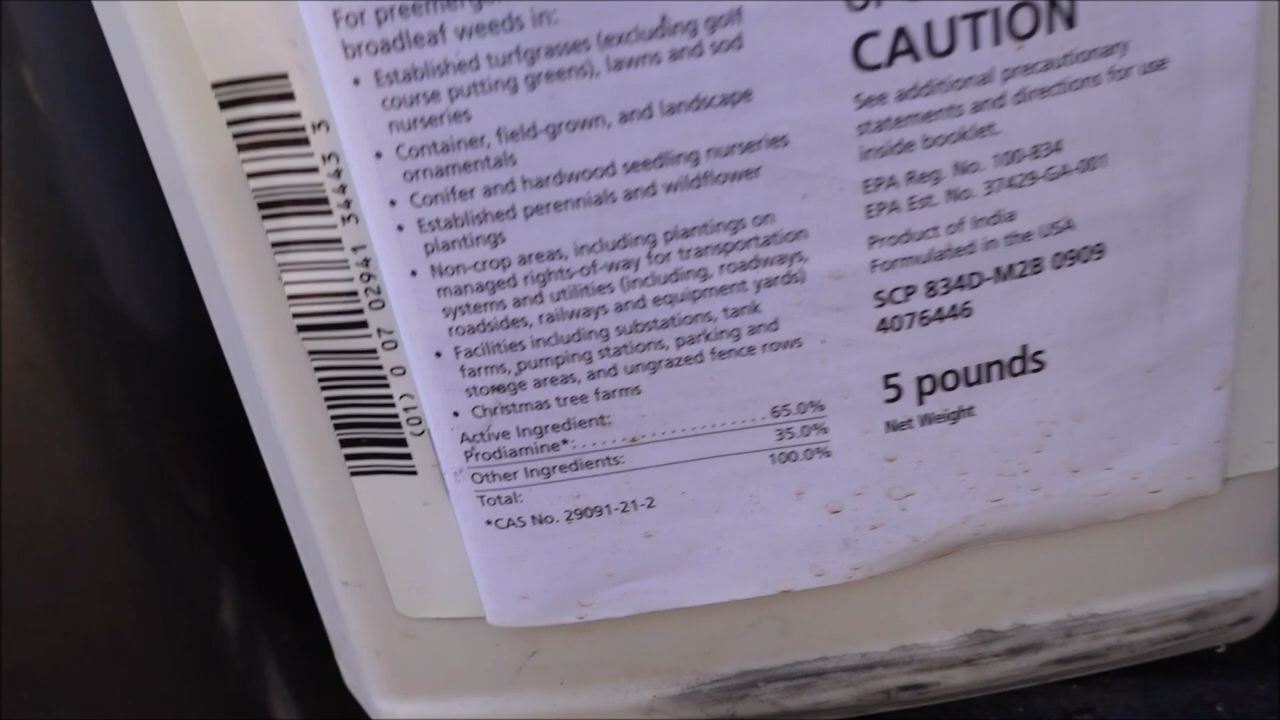 For preemergen
broadleaf weeds in:
• Established turfgrasses (excluding golf
course putting greens), lawns and sod
nurseries
• Container, field-grown, and landscape
ornamentals
• Conifer and hardwood seedling nurseries
• Established perennials and wildflower
plantings
• Non-crop areas, including plantings on
managed rights-of-way for transportation
systems and utilities (including, roadways,
roadsides, railways and equipment yards)
• Facilities including substations, tank
farms, pumping stations, parking and
storage areas, and ungrazed fence rows
• Christmas tree farms
Active Ingredient:
Prodiamine*: . . . . . . . . . . . . . . . . . . . . . 65.0%
Other Ingredients: 35.0%
Total: 100.0%
*CAS No. 29091-21-2
(01) 0 07 02941 34443 3
CAUTION
See additional precautionary
statements and directions for use
inside booklet.
EPA Reg. No. 100-834
EPA Est. No. 37429-GA-001
Product of India
Formulated in the USA
SCP 834D-M2B 0909
4076446
5 pounds
Net Weight